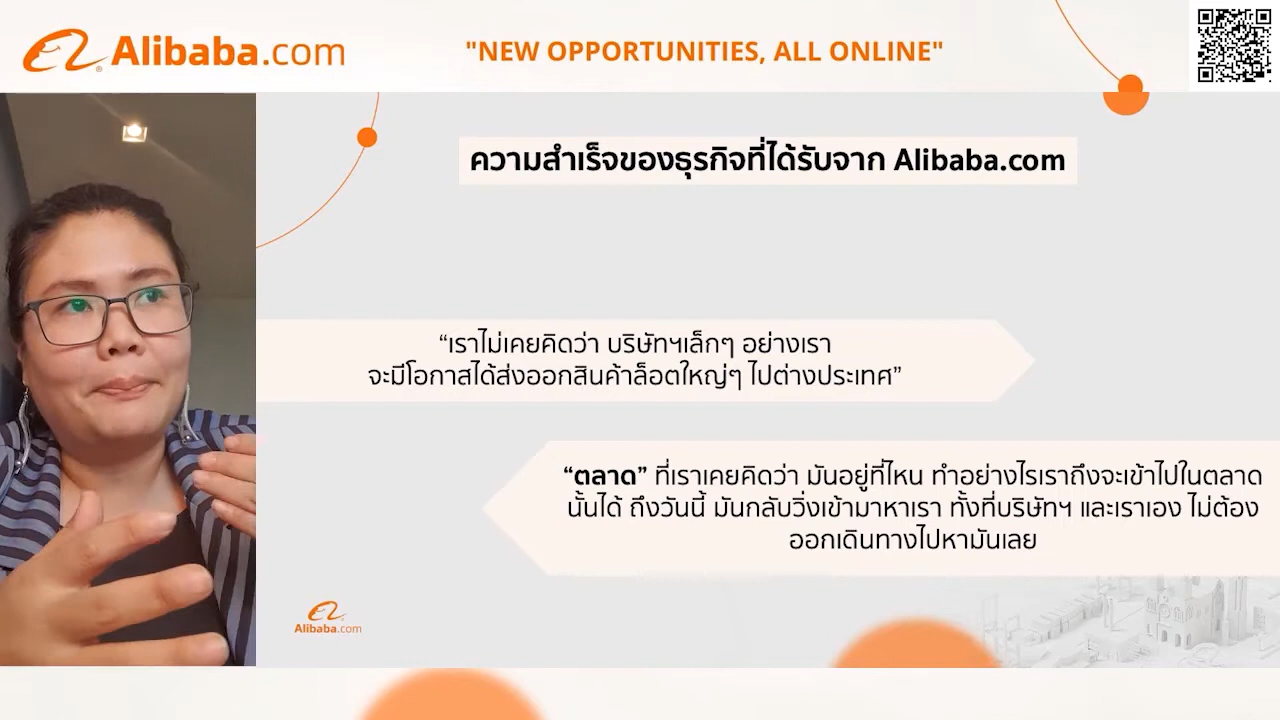 Alibaba.com
"NEW OPPORTUNITIES, ALL ONLINE"
ความสำเร็จของธุรกิจที่ได้รับจาก Alibaba.com
“เราไม่เคยคิดว่า บริษัทฯเล็กๆ อย่างเรา
จะมีโอกาสได้ส่งออกสินค้าล็อตใหญ่ๆ ไปต่างประเทศ”
“ตลาด” ที่เราเคยคิดว่า มันอยู่ที่ไหน ทำอย่างไรเราถึงจะเข้าไปในตลาด
นั้นได้ ถึงวันนี้ มันกลับวิ่งเข้ามาหาเรา ทั้งที่บริษัทฯ และเราเอง ไม่ต้อง
ออกเดินทางไปหามันเลย
Alibaba.com